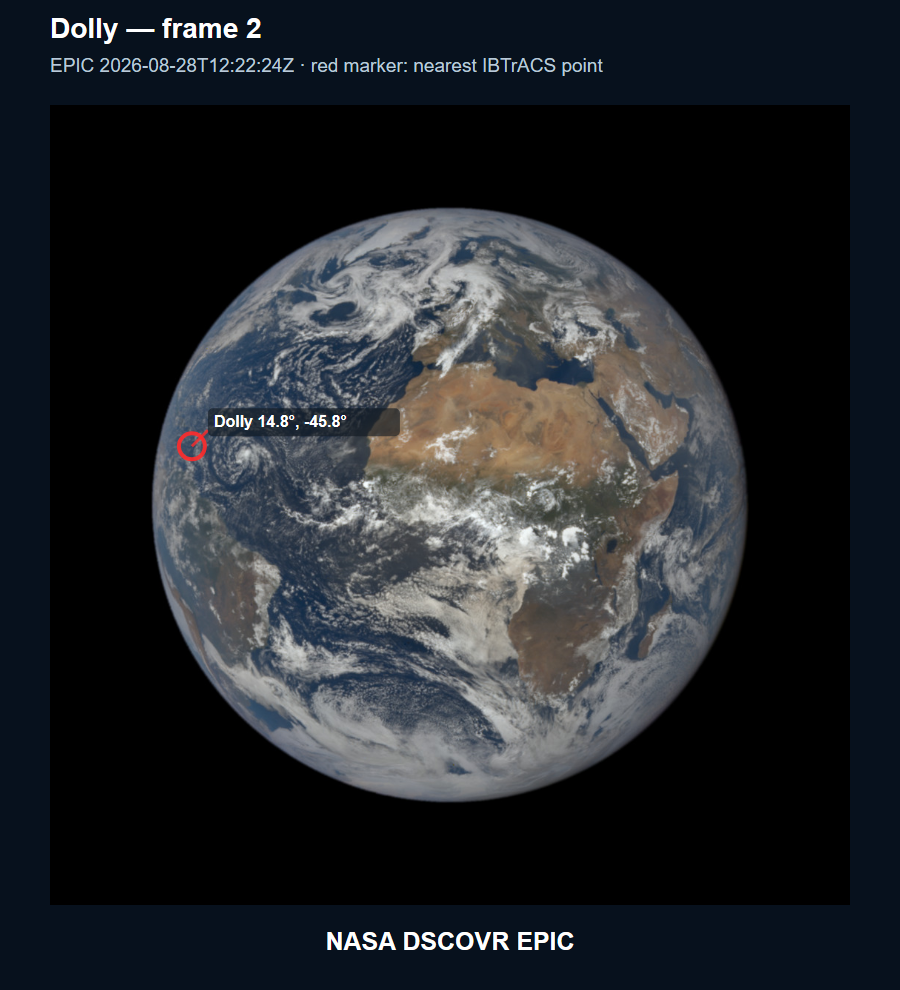 Dolly — frame 2
EPIC 2026-08-28T12:22:24Z · red marker: nearest IBTrACS point
Dolly 14.8°, -45.8°
NASA DSCOVR EPIC